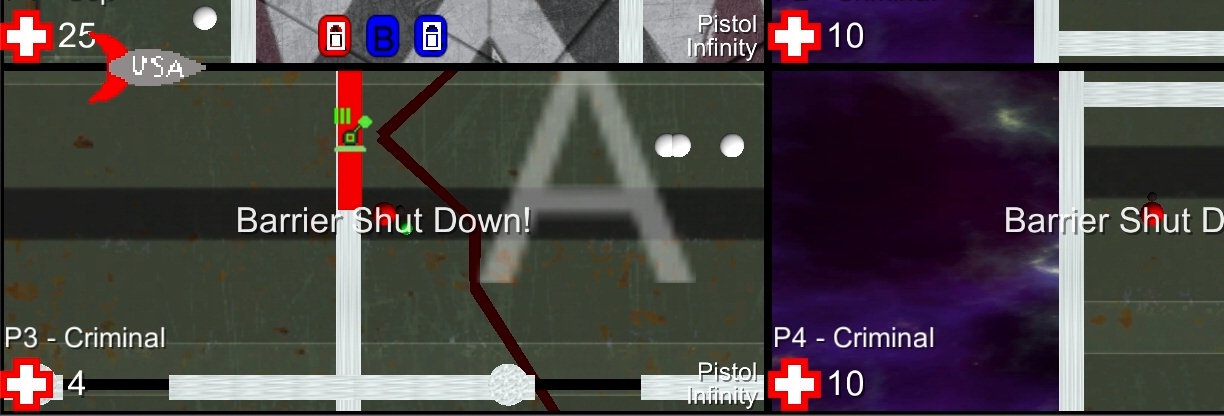 25
USA
B
Pistol
Infinity
10
A
Barrier Shut Down!
Barrier Shut D
P3 - Criminal
4
Pistol
Infinity
P4 - Criminal
10